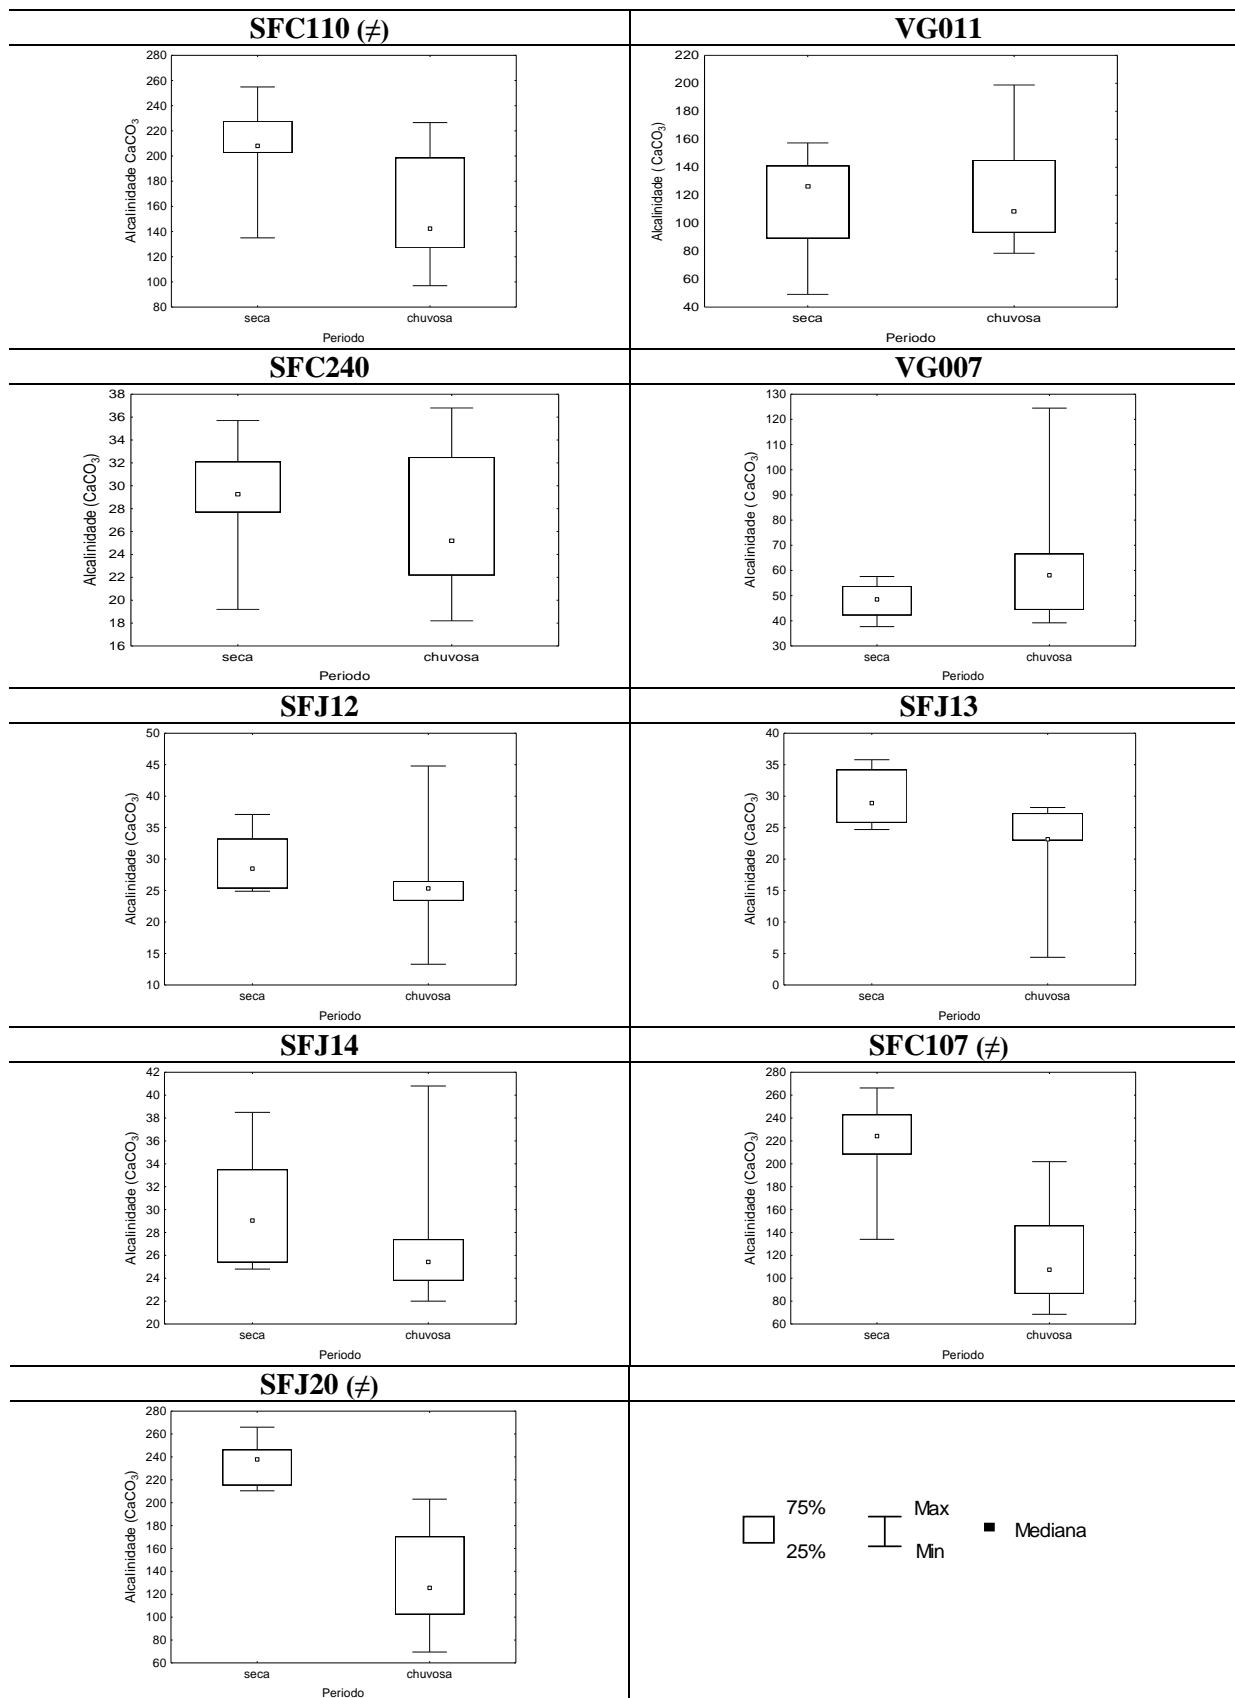 SFC110 (≠)
VG011
Alcalinidade CaCO3
280
260
240
220
200
180
160
140
120
100
80
seca
chuvosa
Periodo
Alcalinidade ( CaCO3)
220
200
180
160
140
120
100
80
60
40
seca
chuvosa
Periodo
SFC240
VG007
Alcalinidade (CaCO3)
38
36
34
32
30
28
26
24
22
20
18
16
seca
chuvosa
Periodo
Alcalinidade ( CaCO3)
130
120
110
100
90
80
70
60
50
40
30
seca
chuvosa
Periodo
SFJ12
SFJ13
Alcalinidade (CaCO3)
50
45
40
35
30
25
20
15
10
seca
chuvosa
Periodo
Alcalinidade (CaCO3)
40
35
30
25
20
15
10
5
0
seca
chuvosa
Periodo
SFJ14
SFC107 (≠)
Alcalinidade (CaCO3)
42
40
38
36
34
32
30
28
26
24
22
20
seca
chuvosa
Periodo
Alcalinidade (CaCO3)
280
260
240
220
200
180
160
140
120
100
80
60
seca
chuvosa
Periodo
SFJ20 (≠)
Alcalinidade (CaCO3)
280
260
240
220
200
180
160
140
120
100
80
60
seca
chuvosa
Periodo
75%
25%
Max
Min
Mediana